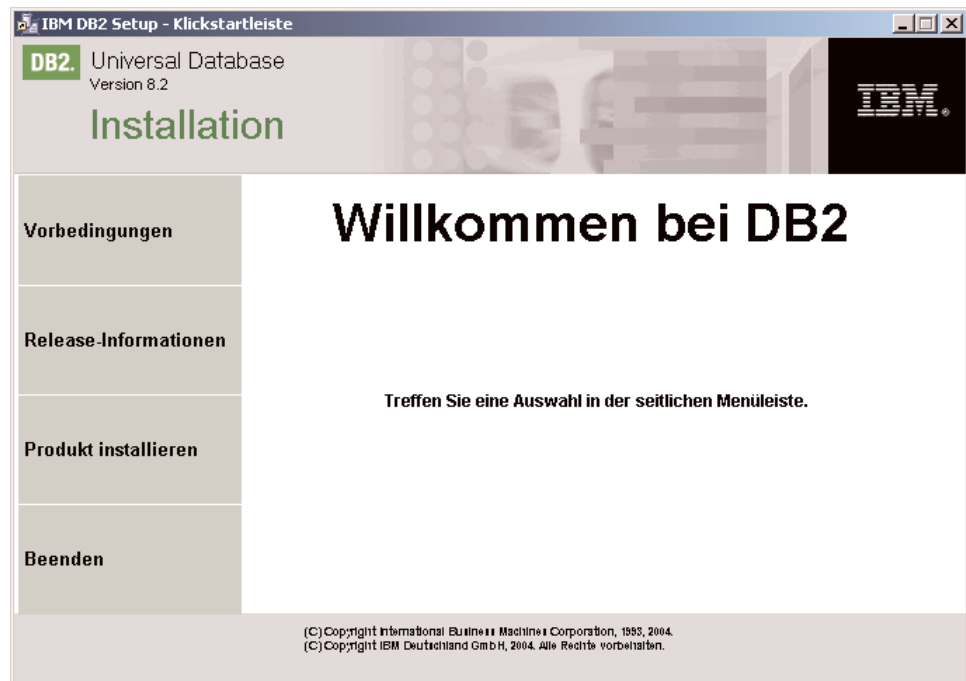 IBM DB2 Setup - Klickstartleiste
DB2. Universal Database
Version 8.2
Installation
IBM
Vorbedingungen
Release-Informationen
Produkt installieren
Beenden
Willkommen bei DB2
Treffen Sie eine Auswahl in der seitlichen Menüleiste.
(C) Copyright International Business Machines Corporation, 1993, 2004.
(C) Copyright IBM Deutschland GmbH, 2004. Alle Rechte vorbehalten.